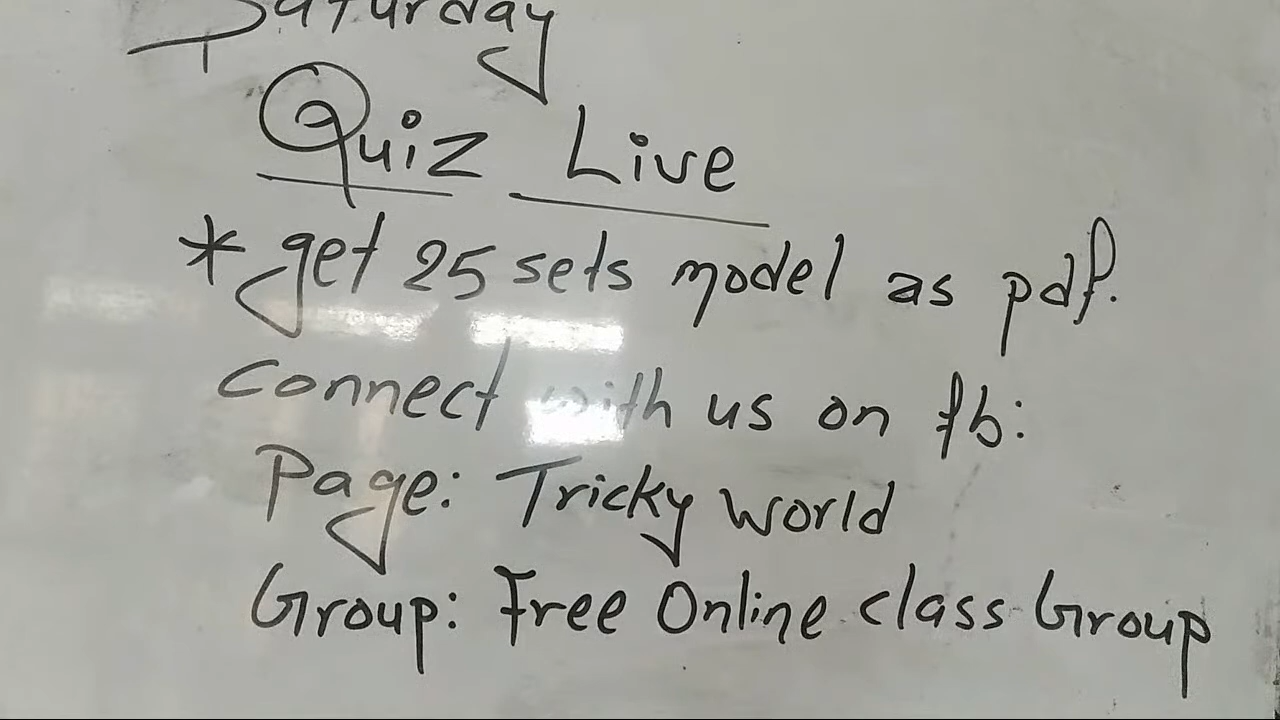 Saturday
Quiz Live
* get 25 sets model as pdf.
connect with us on fb:
Page: Tricky world
Group: Free Online class Group